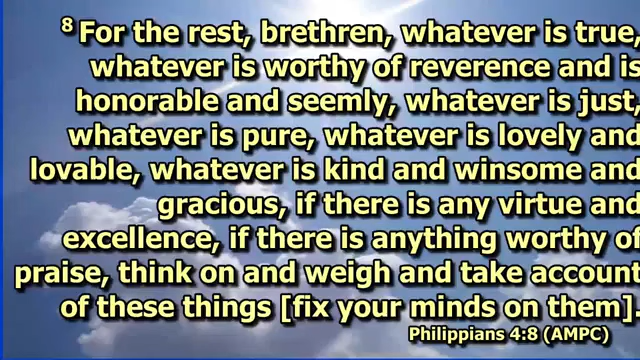 8 For the rest, brethren, whatever is true,
whatever is worthy of reverence and is
honorable and seemly, whatever is just,
whatever is pure, whatever is lovely and
lovable, whatever is kind and winsome and
gracious, if there is any virtue and
excellence, if there is anything worthy of
praise, think on and weigh and take account
of these things [fix your minds on them].
Philippians 4:8 (AMPC)